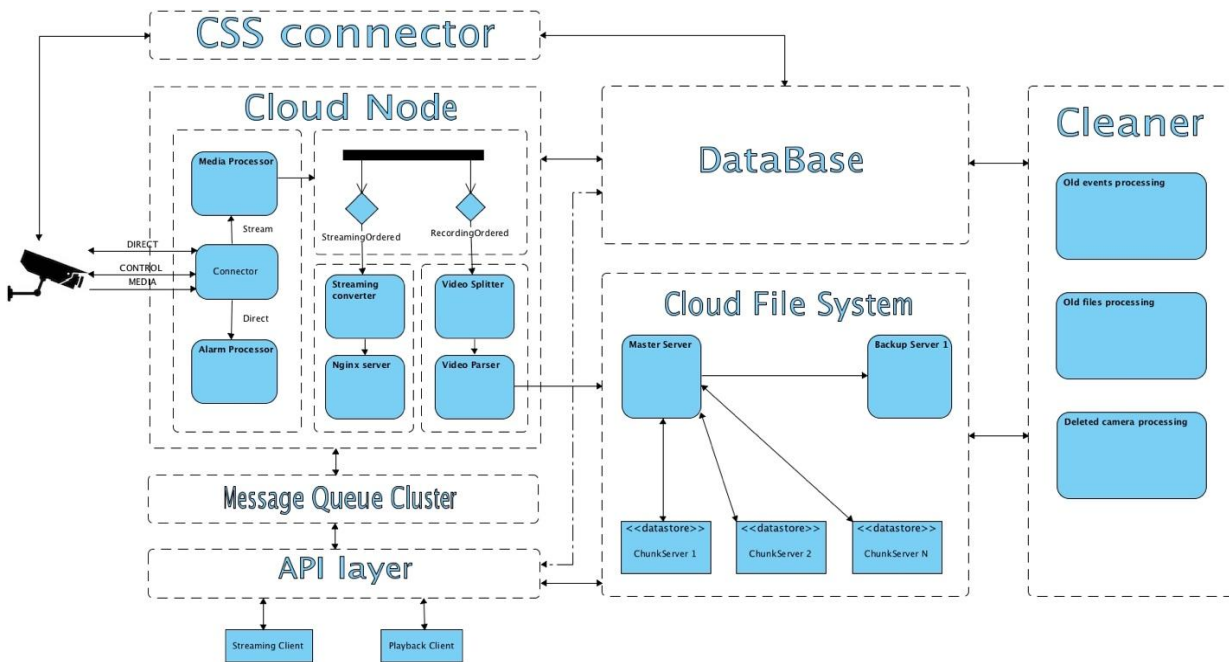 CSS connector
Cloud Node
Media Processor
Stream
StreamingOrdered
RecordingOrdered
DIRECT
CONTROL
MEDIA
Connector
Direct
Alarm Processor
Streaming
converter
Nginx server
Video Splitter
Video Parser
Message Queue Cluster
API layer
Streaming Client
Playback Client
DataBase
Cloud File System
Master Server
Backup Server 1
<<datastore>>
ChunkServer 1
<<datastore>>
ChunkServer 2
<<datastore>>
ChunkServer N
Cleaner
Old events processing
Old files processing
Deleted camera processing